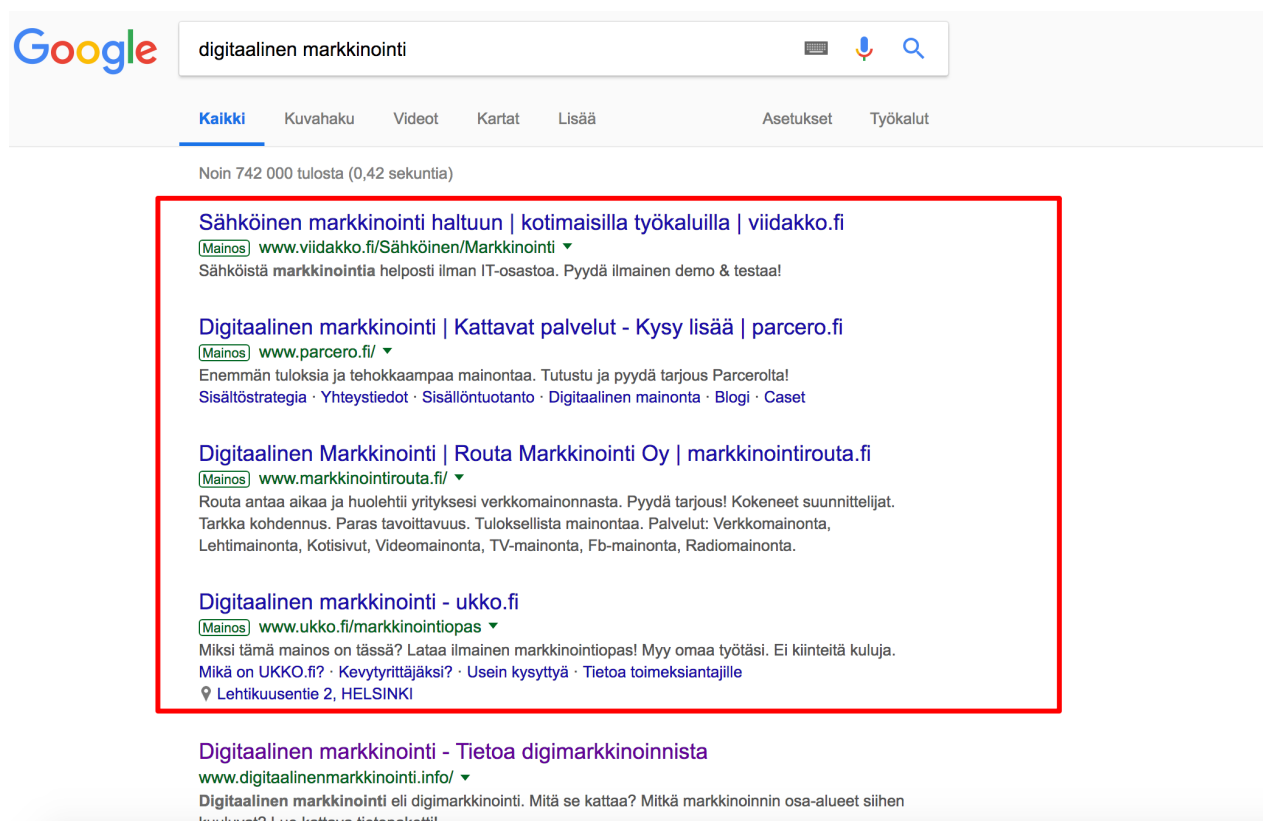 Google
digitaalinen markkinointi
Kaikki Kuvahaku Videot Kartat Lisää Asetukset Työkalut
Noin 742 000 tulosta (0,42 sekuntia)
Sähköinen markkinointi haltuun | kotimaisilla työkaluilla | viidakko.fi
Mainos www.viidakko.fi/Sähköinen/Markkinointi
Sähköistä markkinointia helposti ilman IT-osastoa. Pyydä ilmainen demo & testaa!
Digitaalinen markkinointi | Kattavat palvelut - Kysy lisää | parcero.fi
Mainos www.parcero.fi/
Enemmän tuloksia ja tehokkaampaa mainontaa. Tutustu ja pyydä tarjous Parcerolta!
Sisältöstrategia · Yhteystiedot · Sisällöntuotanto · Digitaalinen mainonta · Blogi · Caset
Digitaalinen Markkinointi | Routa Markkinointi Oy | markkinointirouta.fi
Mainos www.markkinointirouta.fi/
Routa antaa aikaa ja huolehtii yrityksesi verkkomainonnasta. Pyydä tarjous! Kokeneet suunnittelijat.
Tarkka kohdennus. Paras tavoittavuus. Tuloksellista mainontaa. Palvelut: Verkkomainonta,
Lehtimainonta, Kotisivut, Videomainonta, TV-mainonta, Fb-mainonta, Radiomainonta.
Digitaalinen markkinointi - ukko.fi
Mainos www.ukko.fi/markkinointiopas
Miksi tämä mainos on tässä? Lataa ilmainen markkinointiopas! Myy omaa työtäsi. Ei kiinteitä kuluja.
Mikä on UKKO.fi? · Kevytyrittäjäksi? · Usein kysyttyä · Tietoa toimeksiantajille
Lehtikuusentie 2, HELSINKI
Digitaalinen markkinointi - Tietoa digimarkkinoinnista
www.digitaalinenmarkkinointi.info/
Digitaalinen markkinointi eli digimarkkinointi. Mitä se kattaa? Mitkä markkinoinnin osa-alueet siihen